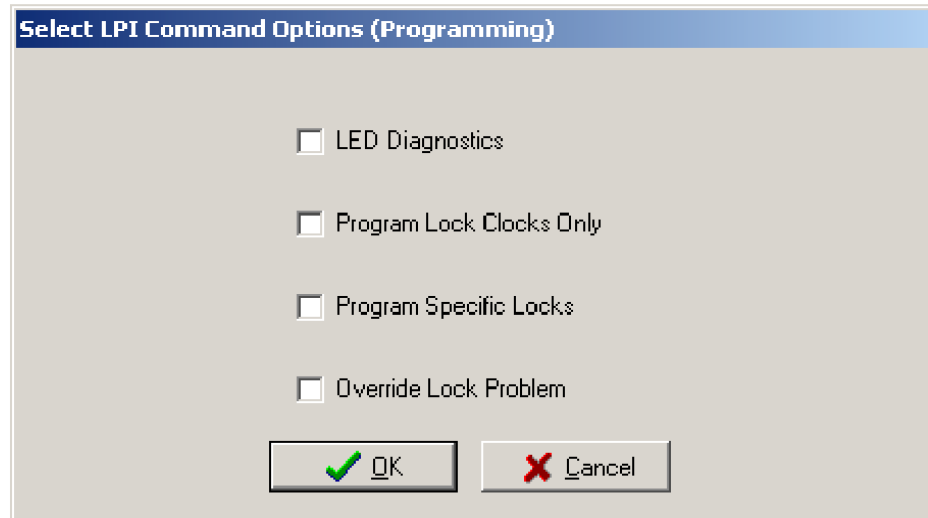 Select LPI Command Options (Programming)
LED Diagnostics
Program Lock Clocks Only
Program Specific Locks
Override Lock Problem
OK Cancel